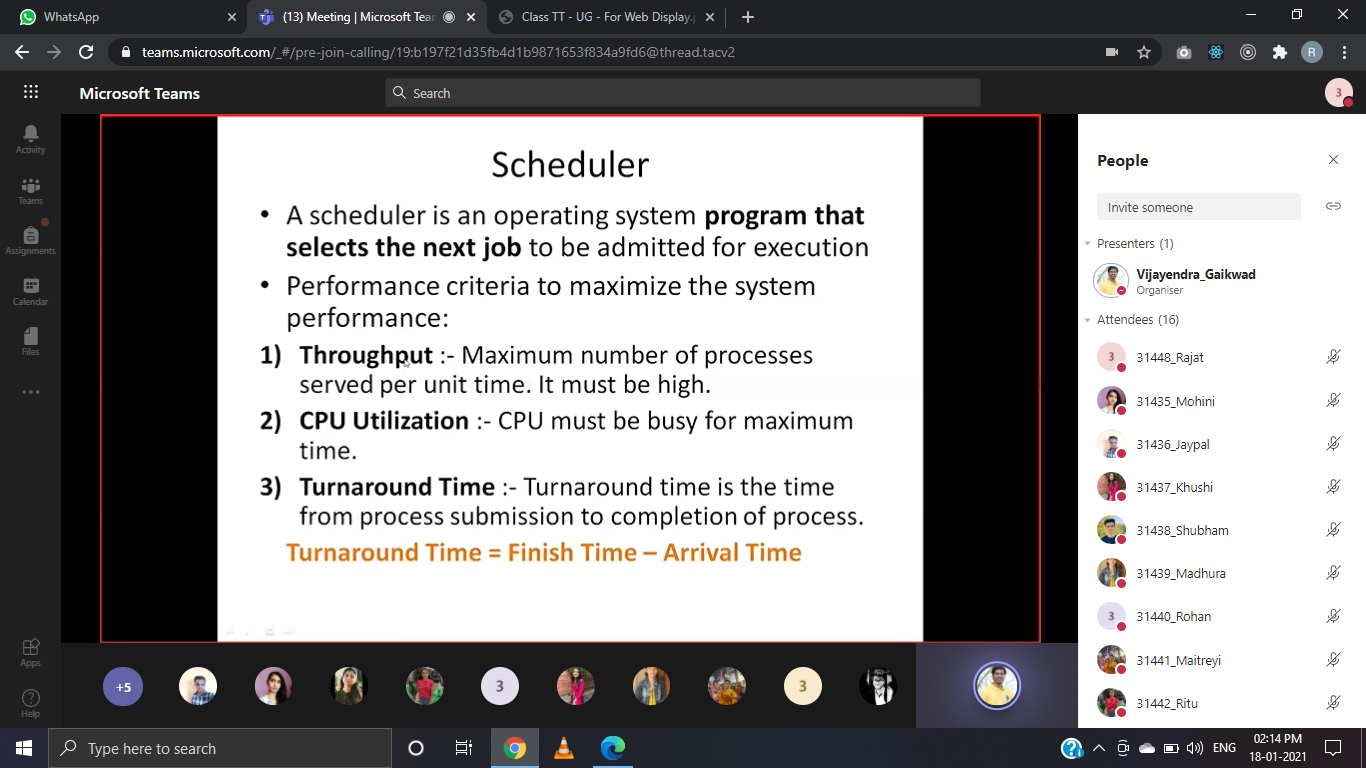 WhatsApp
(13) Meeting | Microsoft Tear
Class TT - UG - For Web Display.p
teams.microsoft.com/_#/pre-join-calling/19:b197f21d35fb4d1b9871653f834a9fd6@thread.tacv2
R
Microsoft Teams
Search
3
Activity
Teams
Assignments
Calendar
Files
Apps
Help
Scheduler
• A scheduler is an operating system program that
selects the next job to be admitted for execution
• Performance criteria to maximize the system
performance:
1) Throughput :- Maximum number of processes
served per unit time. It must be high.
2) CPU Utilization :- CPU must be busy for maximum
time.
3) Turnaround Time :- Turnaround time is the time
from process submission to completion of process.
Turnaround Time = Finish Time – Arrival Time
+5
3
3
People
Invite someone
Presenters (1)
Vijayendra_Gaikwad
Organiser
Attendees (16)
3 31448_Rajat
31435_Mohini
31436_Jaypal
31437_Khushi
31438_Shubham
31439_Madhura
3 31440_Rohan
31441_Maitreyi
31442_Ritu
Type here to search
ENG
02:14 PM
18-01-2021